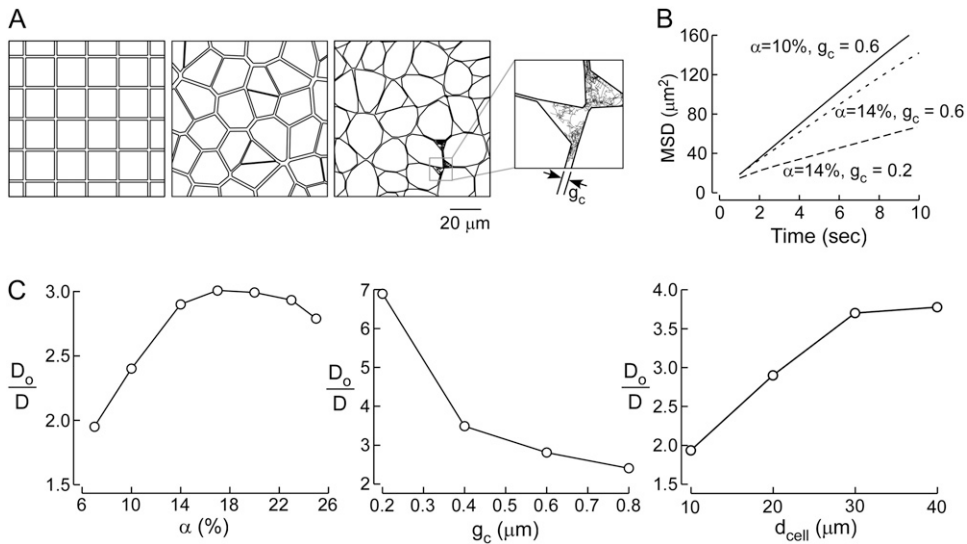 A
20 μm
g_c
B
MSD (μm²)
160
120
80
40
0
α=10%, g_c = 0.6
α=14%, g_c = 0.6
α=14%, g_c = 0.2
0 2 4 6 8 10
Time (sec)
C
D_o/D
3.0
2.5
2.0
1.5
6 10 14 18 22 26
α (%)
D_o/D
7
6
5
4
3
2
0.2 0.3 0.4 0.5 0.6 0.7 0.8
g_c (μm)
D_o/D
4.0
3.5
3.0
2.5
2.0
1.5
10 20 30 40
d_cell (μm)